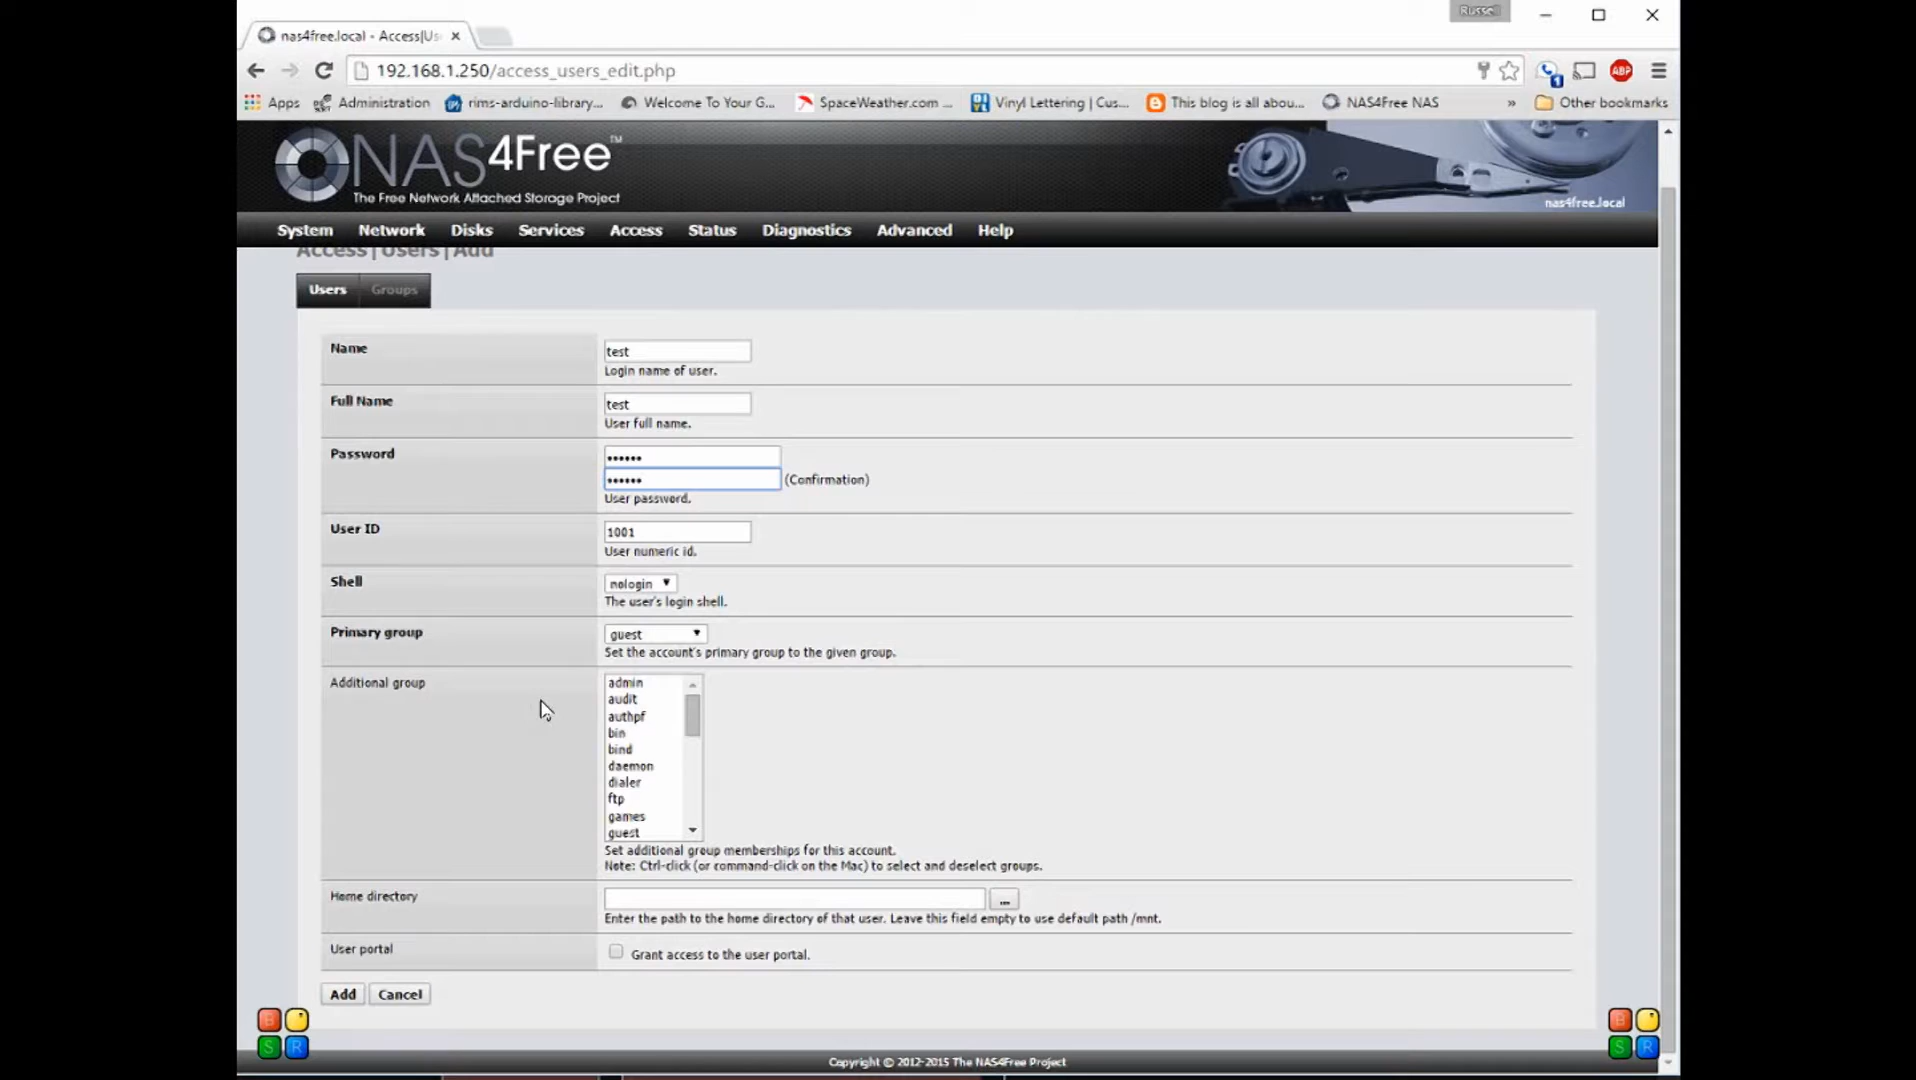 Russell
nas4free.local - Access|Us
192.168.1.250/access_users_edit.php
ABP
1
Apps
Administration
rims-arduino-library...
Welcome To Your G...
SpaceWeather.com ...
Vinyl Lettering | Cus...
This blog is all abou...
NAS4Free NAS
»
Other bookmarks
NAS4Free™
The Free Network Attached Storage Project
nas4free.local
System Network Disks Services Access Status Diagnostics Advanced Help
Access|Users|Add
Users Groups
Name
test
Login name of user.
Full Name
test
User full name.
Password
••••••
•••••• (Confirmation)
User password.
User ID
1001
User numeric id.
Shell
nologin
The user's login shell.
Primary group
guest
Set the account's primary group to the given group.
Additional group
admin
audit
authpf
bin
bind
daemon
dialer
ftp
games
guest
Set additional group memberships for this account.
Note: Ctrl-click (or command-click on the Mac) to select and deselect groups.
Home directory
...
Enter the path to the home directory of that user. Leave this field empty to use default path /mnt.
User portal
Grant access to the user portal.
Add Cancel
B
S R
B
S R
Copyright © 2012-2015 The NAS4Free Project